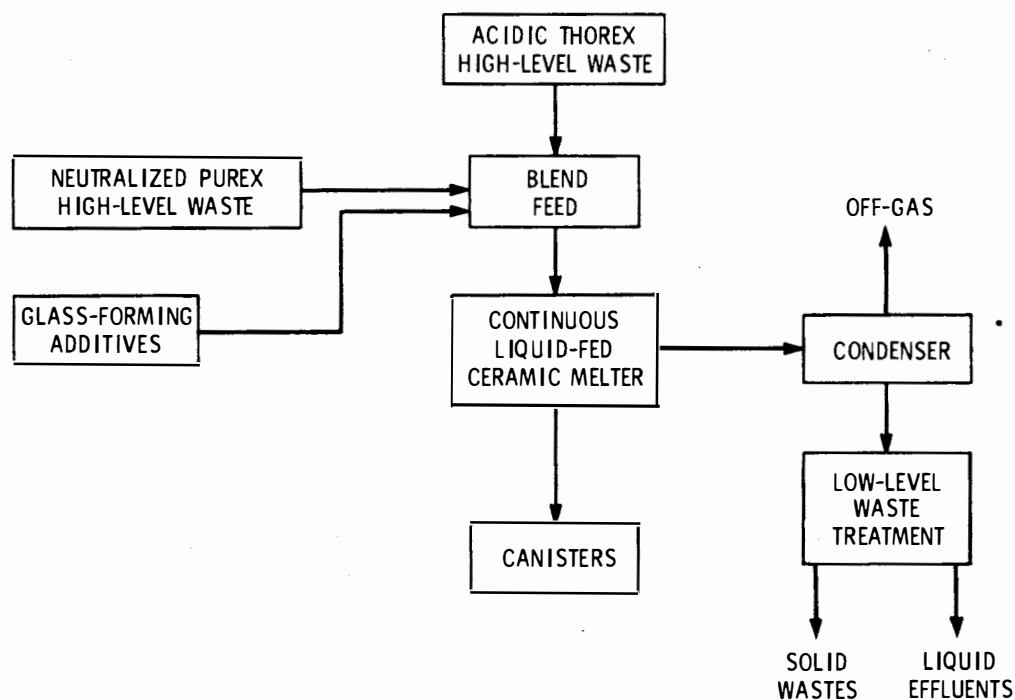 ACIDIC THOREX
HIGH-LEVEL WASTE
NEUTRALIZED PUREX
HIGH-LEVEL WASTE
BLEND
FEED
OFF-GAS
GLASS-FORMING
ADDITIVES
CONTINUOUS
LIQUID-FED
CERAMIC MELTER
CONDENSER
LOW-LEVEL
WASTE
TREATMENT
CANISTERS
SOLID
WASTES
LIQUID
EFFLUENTS